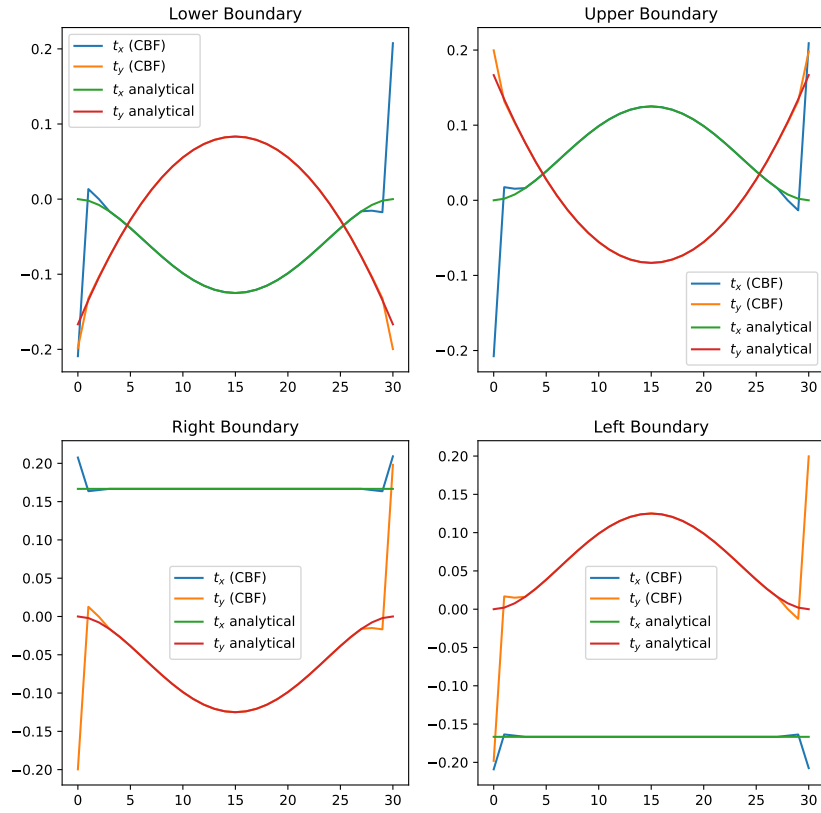 Lower Boundary
0.2
0.1
0.0
−0.1
−0.2
0 5 10 15 20 25 30
t_x (CBF)
t_y (CBF)
t_x analytical
t_y analytical
Upper Boundary
0.2
0.1
0.0
−0.1
−0.2
0 5 10 15 20 25 30
t_x (CBF)
t_y (CBF)
t_x analytical
t_y analytical
Right Boundary
0.20
0.15
0.10
0.05
0.00
−0.05
−0.10
−0.15
−0.20
0 5 10 15 20 25 30
t_x (CBF)
t_y (CBF)
t_x analytical
t_y analytical
Left Boundary
0.20
0.15
0.10
0.05
0.00
−0.05
−0.10
−0.15
−0.20
0 5 10 15 20 25 30
t_x (CBF)
t_y (CBF)
t_x analytical
t_y analytical